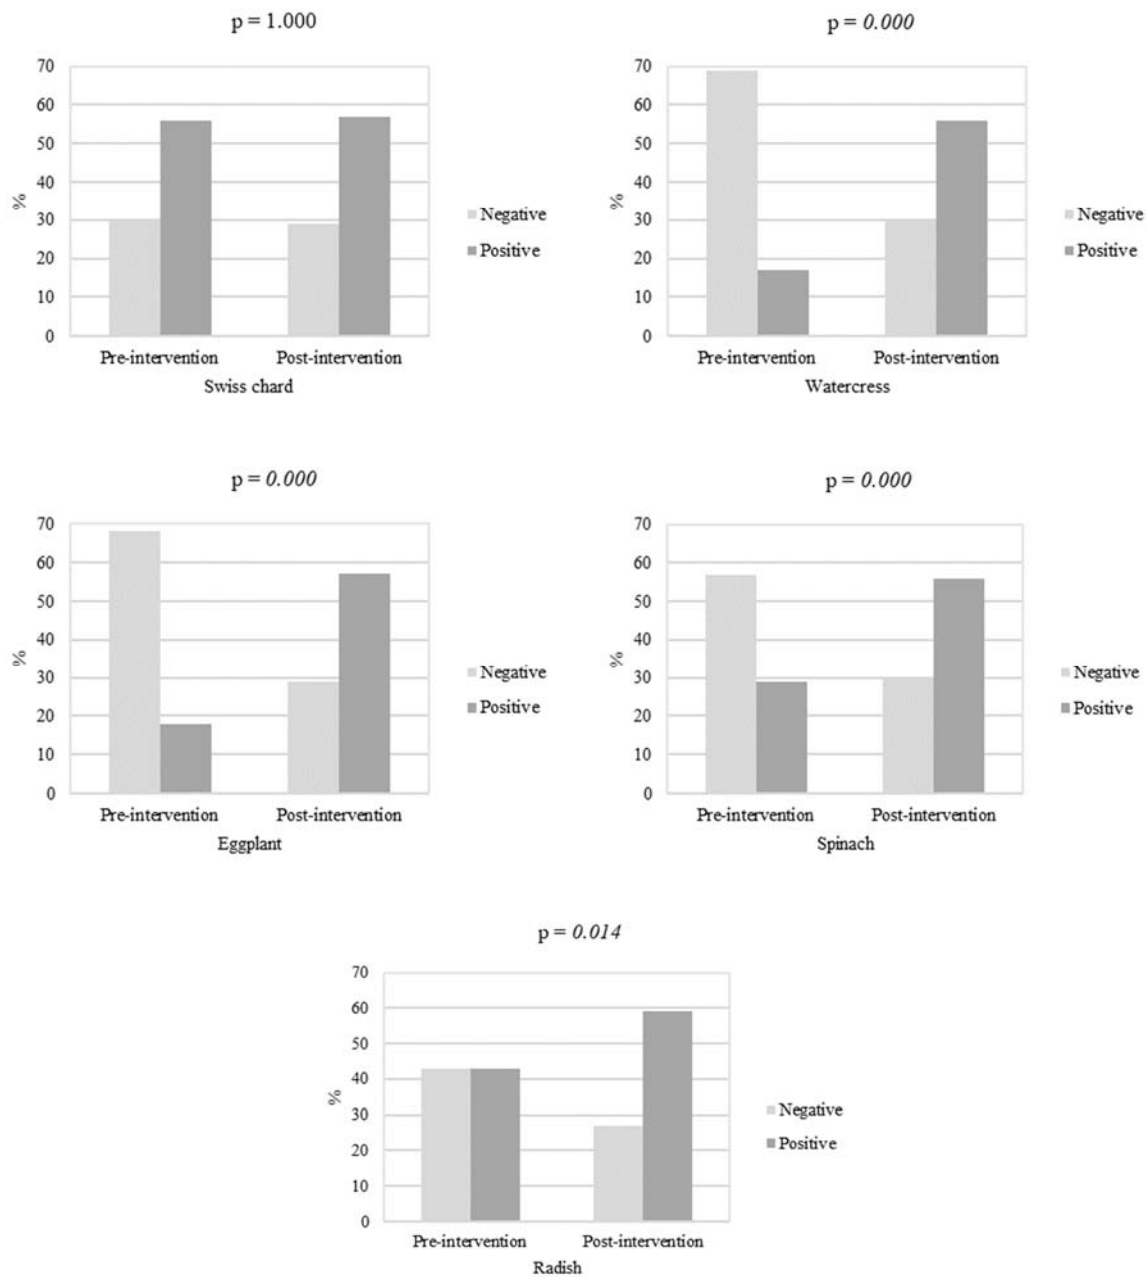 p = 1.000
70
60
50
40
30
20
10
0
%
Pre-intervention Post-intervention
Swiss chard
Negative
Positive
p = 0.000
70
60
50
40
30
20
10
0
%
Pre-intervention Post-intervention
Watercress
Negative
Positive
p = 0.000
70
60
50
40
30
20
10
0
%
Pre-intervention Post-intervention
Eggplant
Negative
Positive
p = 0.000
70
60
50
40
30
20
10
0
%
Pre-intervention Post-intervention
Spinach
Negative
Positive
p = 0.014
70
60
50
40
30
20
10
0
%
Pre-intervention Post-intervention
Radish
Negative
Positive